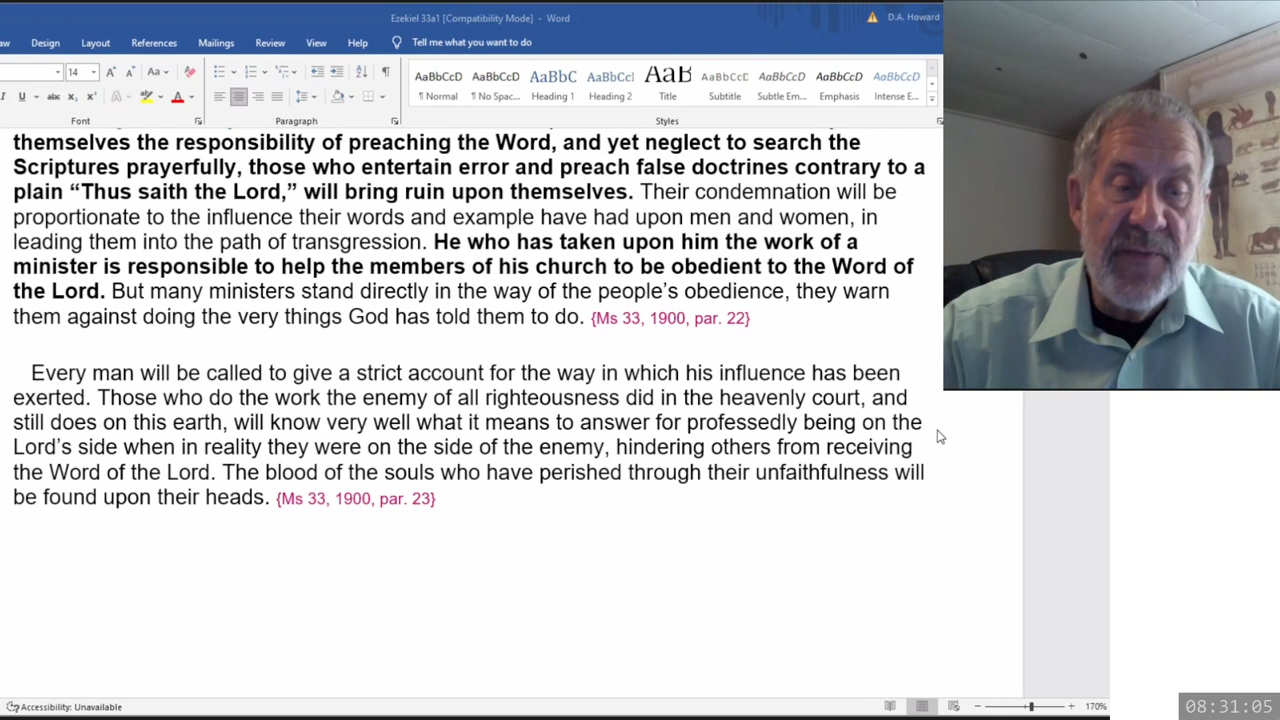 Ezekiel 33a1 [Compatibility Mode] - Word
D.A. Howard
aw Design Layout References Mailings Review View Help Tell me what you want to do
14
Aa
I U abc x₂ x² A A
AaBbCcD AaBbCcD AaBbC AaBbCcI AaB AaBbCcD AaBbCcD AaBbCcD AaBbCcD
¶ Normal ¶ No Spac... Heading 1 Heading 2 Title Subtitle Subtle Em... Emphasis Intense E...
Font Paragraph Styles
themselves the responsibility of preaching the Word, and yet neglect to search the
Scriptures prayerfully, those who entertain error and preach false doctrines contrary to a
plain “Thus saith the Lord,” will bring ruin upon themselves. Their condemnation will be
proportionate to the influence their words and example have had upon men and women, in
leading them into the path of transgression. He who has taken upon him the work of a
minister is responsible to help the members of his church to be obedient to the Word of
the Lord. But many ministers stand directly in the way of the people’s obedience, they warn
them against doing the very things God has told them to do. {Ms 33, 1900, par. 22}
Every man will be called to give a strict account for the way in which his influence has been
exerted. Those who do the work the enemy of all righteousness did in the heavenly court, and
still does on this earth, will know very well what it means to answer for professedly being on the
Lord’s side when in reality they were on the side of the enemy, hindering others from receiving
the Word of the Lord. The blood of the souls who have perished through their unfaithfulness will
be found upon their heads. {Ms 33, 1900, par. 23}
Accessibility: Unavailable
170%
08:31:05